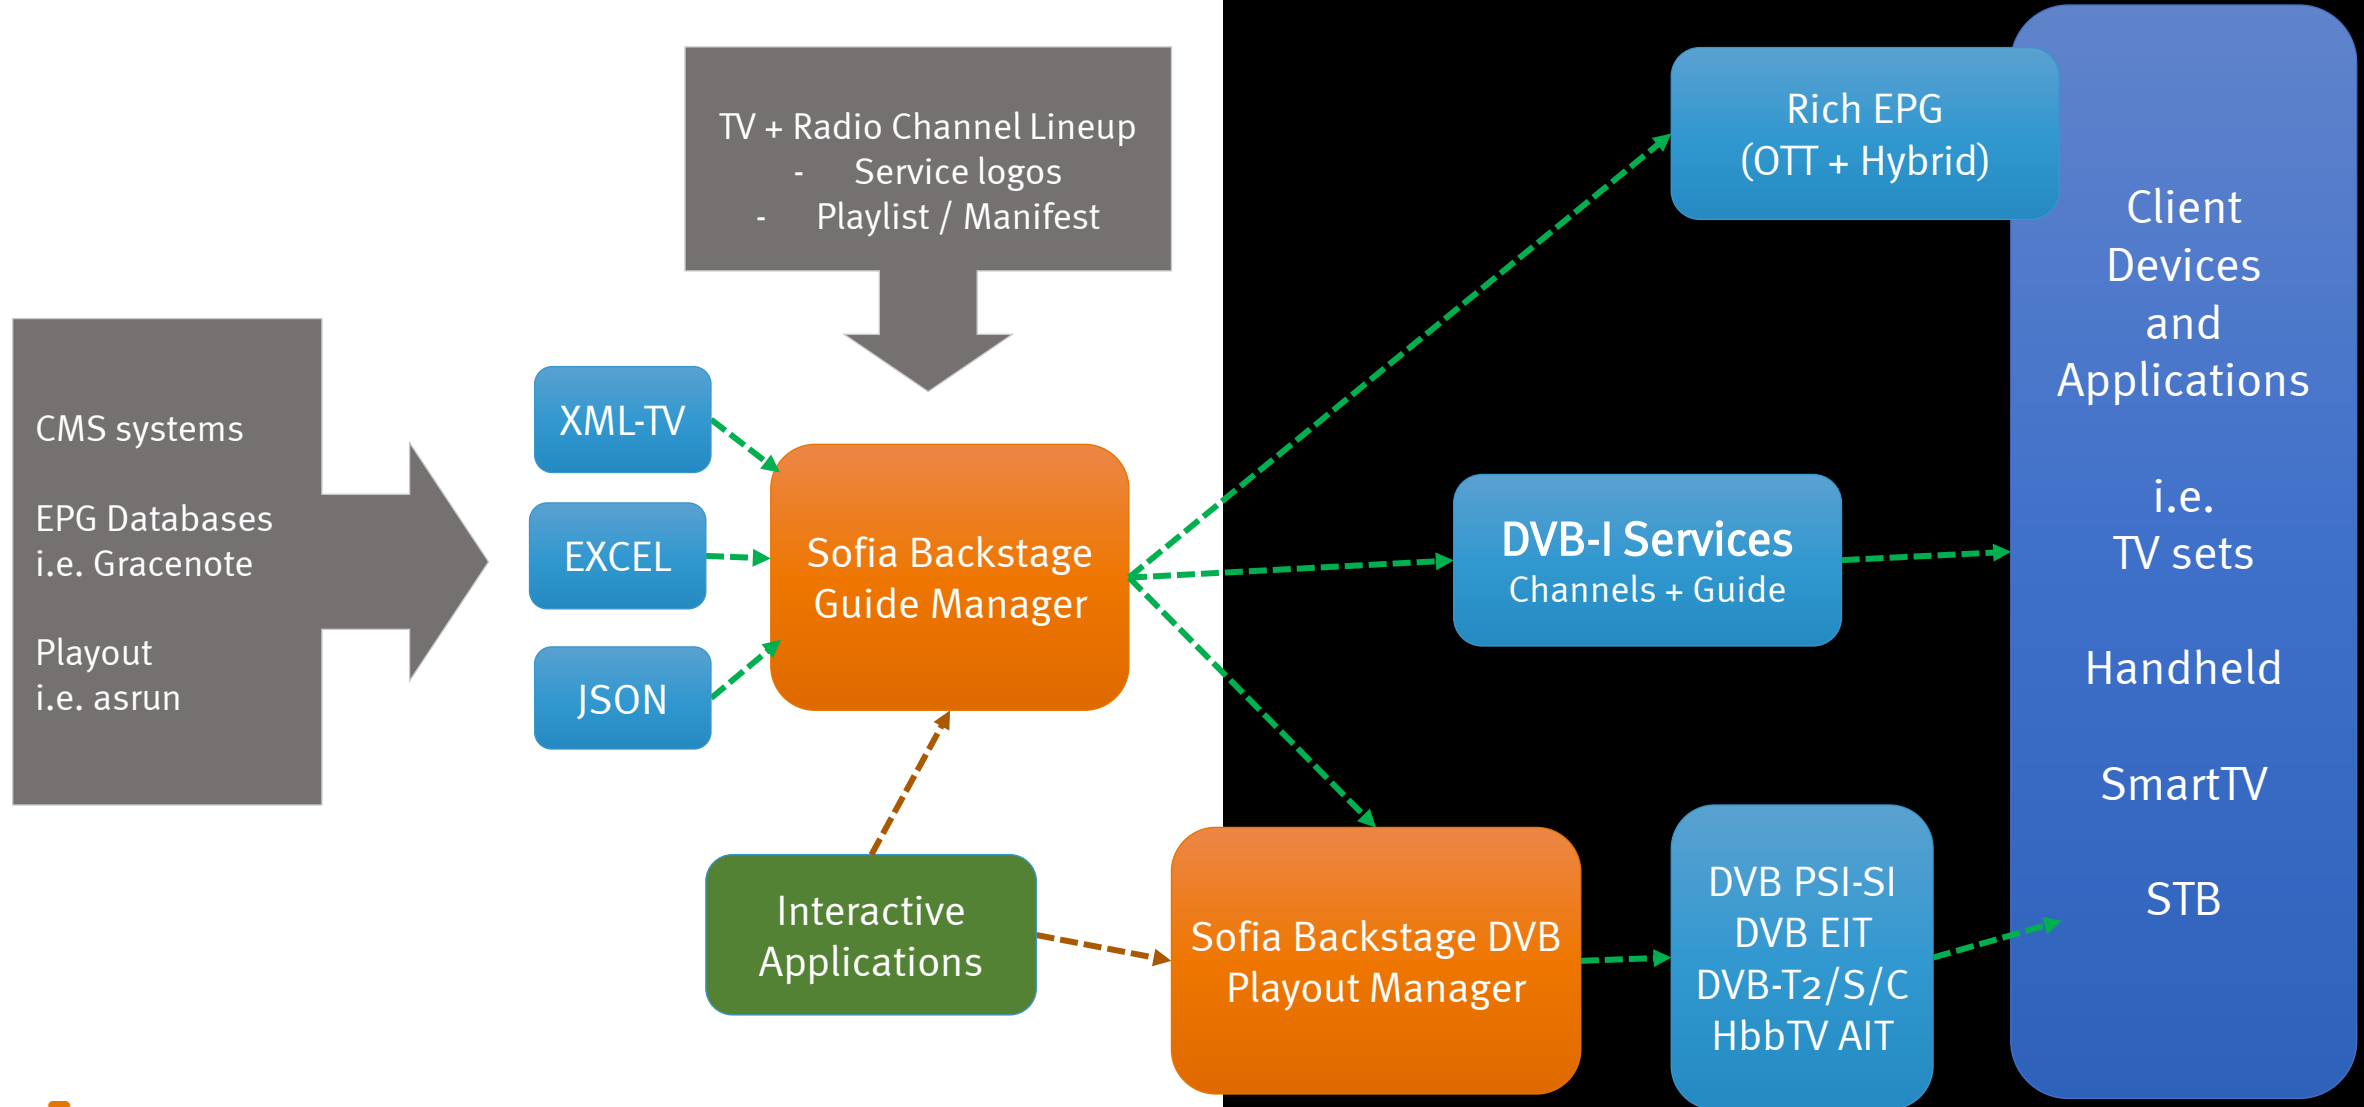 TV + Radio Channel Lineup
- Service logos
- Playlist / Manifest
CMS systems
EPG Databases
i.e. Gracenote
Playout
i.e. asrun
XML-TV
EXCEL
JSON
Sofia Backstage
Guide Manager
Interactive
Applications
Rich EPG
(OTT + Hybrid)
DVB-I Services
Channels + Guide
Sofia Backstage DVB
Playout Manager
DVB PSI-SI
DVB EIT
DVB-T2/S/C
HbbTV AIT
Client
Devices
and
Applications
i.e.
TV sets
Handheld
SmartTV
STB